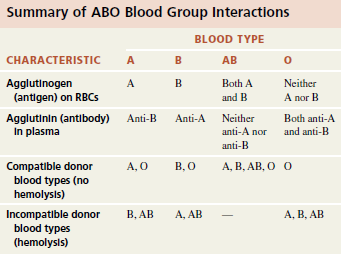 Summary of ABO Blood Group Interactions
BLOOD TYPE
CHARACTERISTIC A B AB O
Agglutinogen A B Both A Neither
(antigen) on RBCs and B A nor B
Agglutinin (antibody) Anti-B Anti-A Neither Both anti-A
in plasma anti-A nor and anti-B
anti-B
Compatible donor A, O B, O A, B, AB, O O
blood types (no
hemolysis)
Incompatible donor B, AB A, AB — A, B, AB
blood types
(hemolysis)